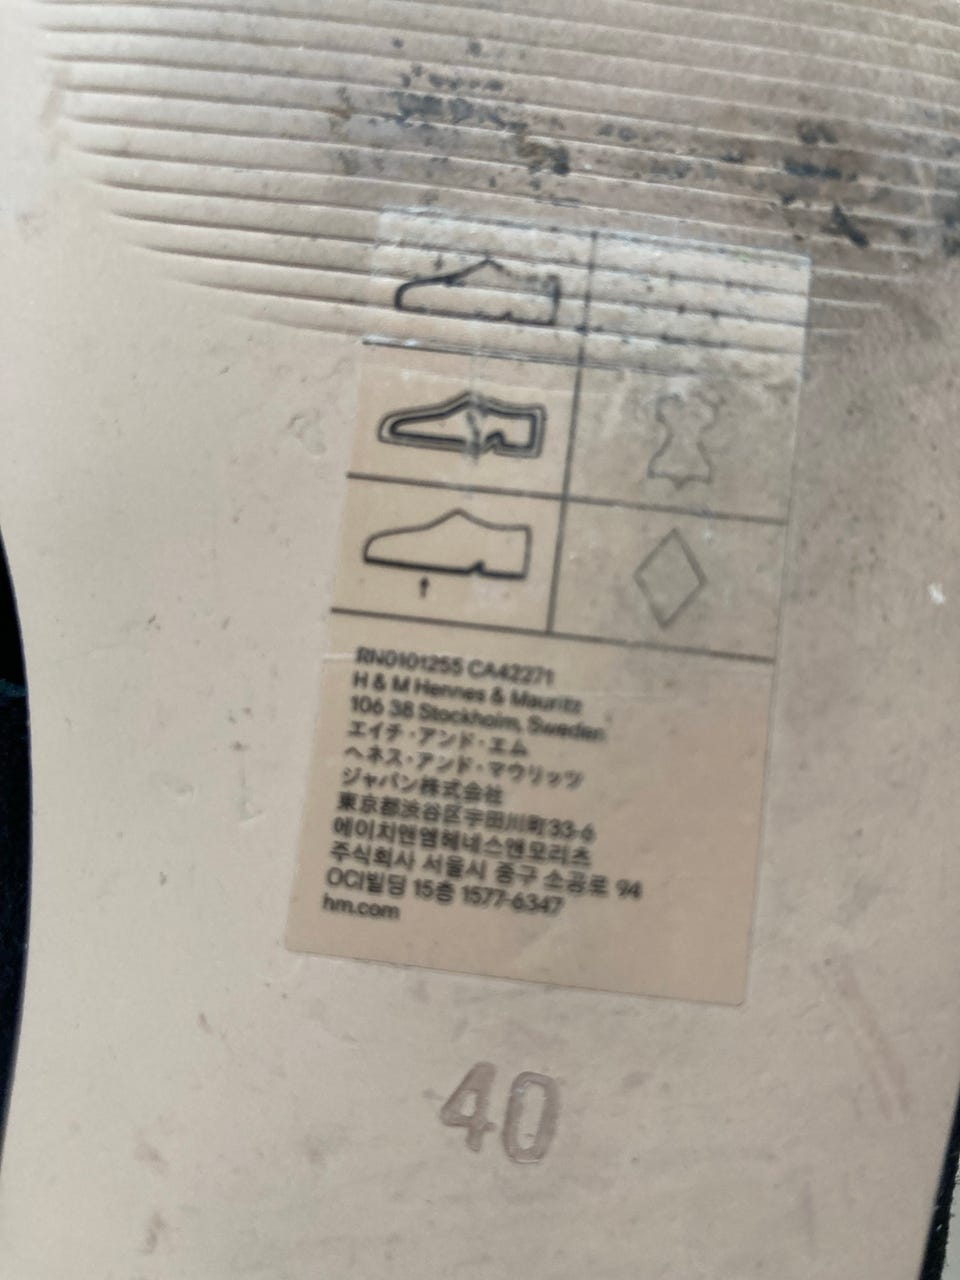 RN0101255 CA42271
H & M Hennes & Mauritz
106 38 Stockholm, Sweden
エイチ・アンド・エム
ヘネス・アンド・マウリッツ
ジャパン株式会社
東京都渋谷区宇田川町33-6
에이치앤엠헤네스앤모리츠
주식회사 서울시 중구 소공로 94
OCI빌딩 15층 1577-6347
hm.com
40